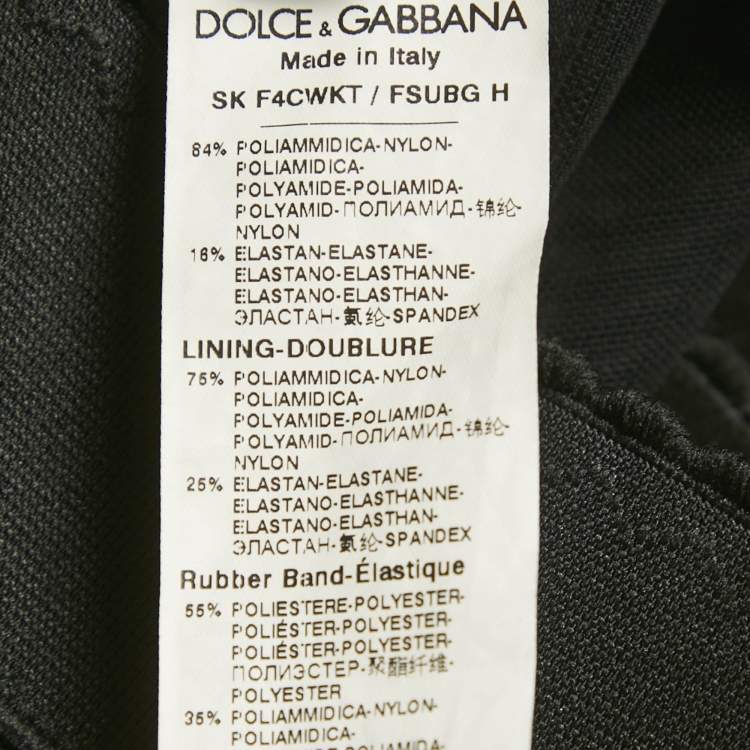 DOLCE & GABBANA
Made in Italy
SK F4CWKT / FSUBG H
84% POLIAMMIDICA-NYLON-
POLIAMIDICA-
POLYAMIDE-POLIAMIDA-
POLYAMID-ПОЛИАМИД-锦纶-
NYLON
16% ELASTAN-ELASTANE-
ELASTANO-ELASTHANNE-
ELASTANO-ELASTHAN-
ЭЛАСТАН-氨纶-SPANDEX
LINING-DOUBLURE
75% POLIAMMIDICA-NYLON-
POLIAMIDICA-
POLYAMIDE-POLIAMIDA-
POLYAMID-ПОЛИАМИД-锦纶-
NYLON
25% ELASTAN-ELASTANE-
ELASTANO-ELASTHANNE-
ELASTANO-ELASTHAN-
ЭЛАСТАН-氨纶-SPANDEX
Rubber Band-Élastique
55% POLIESTERE-POLYESTER-
POLIÉSTER-POLYESTER-
POLIÉSTER-POLYESTER-
ПОЛИЭСТЕР-聚酯纤维-
POLYESTER
35% POLIAMMIDICA-NYLON-
POLIAMIDICA-